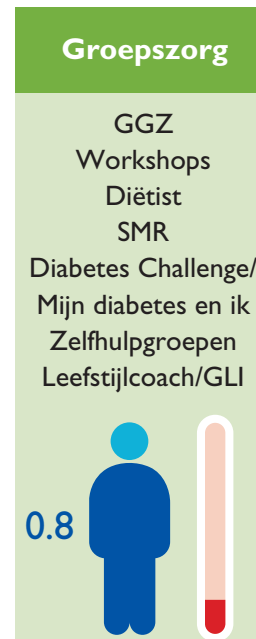 Groepszorg
GGZ
Workshops
Diëtist
SMR
Diabetes Challenge/
Mijn diabetes en ik
Zelfhulpgroepen
Leefstijlcoach/GLI
0.8